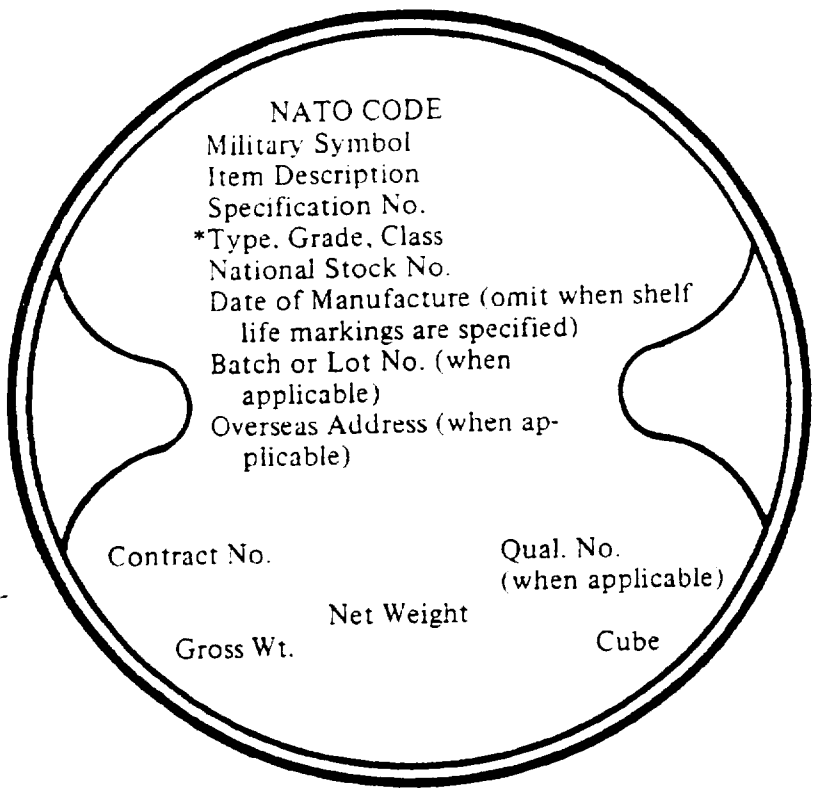 NATO CODE
Military Symbol
Item Description
Specification No.
*Type, Grade, Class
National Stock No.
Date of Manufacture (omit when shelf
life markings are specified)
Batch or Lot No. (when
applicable)
Overseas Address (when ap-
plicable)
Contract No.
Qual. No.
(when applicable)
Net Weight
Gross Wt.
Cube